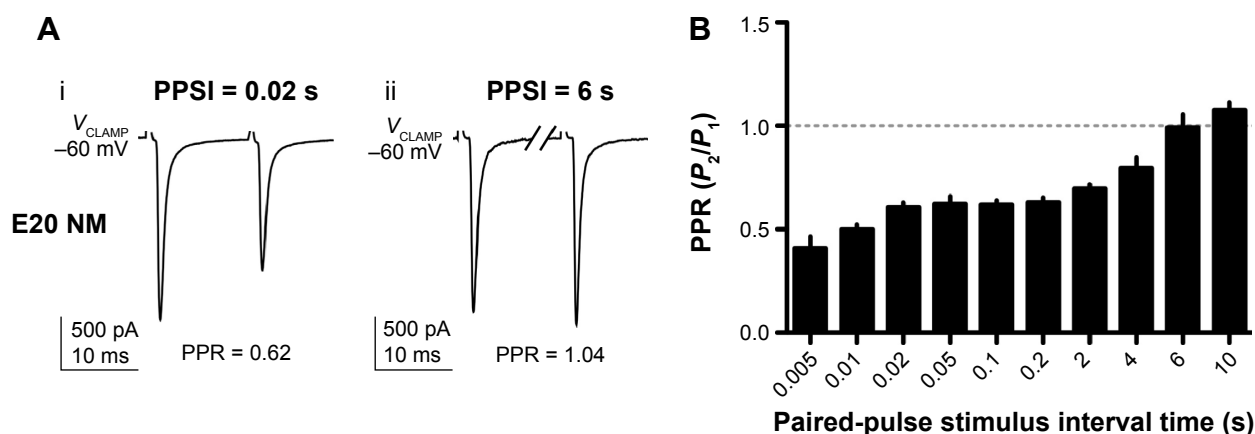 A
i
PPSI = 0.02 s
V_CLAMP
–60 mV
E20 NM
500 pA
10 ms
PPR = 0.62
ii
PPSI = 6 s
V_CLAMP
–60 mV
500 pA
10 ms
PPR = 1.04
B
PPR (P₂/P₁)
1.5
1.0
0.5
0.0
0.005
0.01
0.02
0.05
0.1
0.2
2
4
6
10
Paired-pulse stimulus interval time (s)